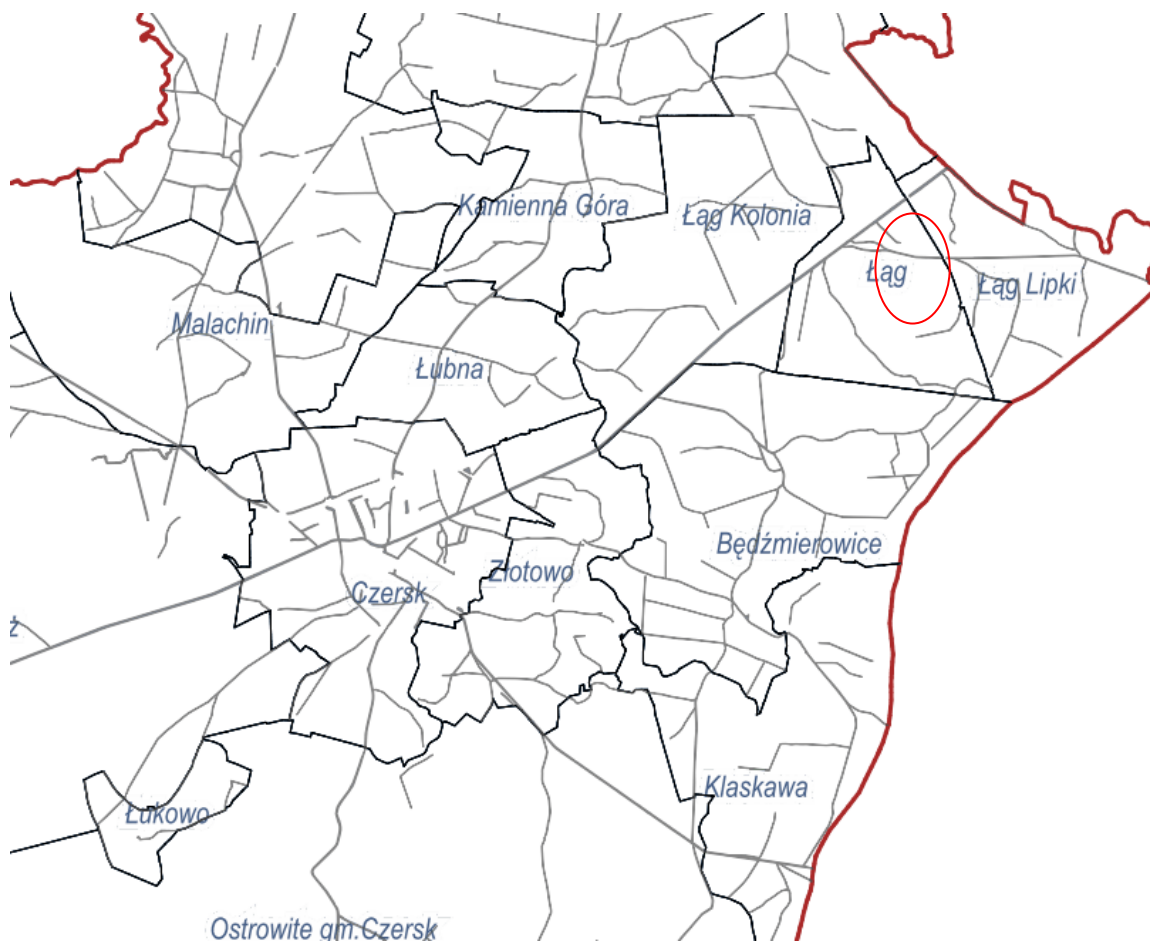 Kamienna Góra
Łąg Kolonia
Łąg
Łąg Lipki
Malachin
Łubna
Będźmierowice
Złotowo
Czersk
ż
Klaskawa
Łukowo
Ostrowite gm.Czersk